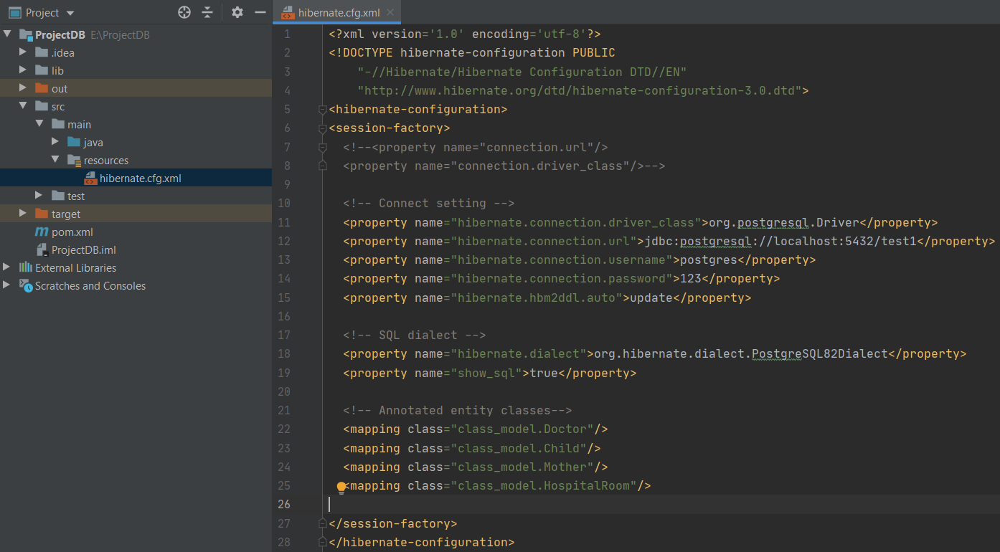 Project
ProjectDB E:\ProjectDB
.idea
lib
out
src
main
java
resources
hibernate.cfg.xml
test
target
pom.xml
ProjectDB.iml
External Libraries
Scratches and Consoles
hibernate.cfg.xml
1 <?xml version='1.0' encoding='utf-8'?>
2 <!DOCTYPE hibernate-configuration PUBLIC
3     "-//Hibernate/Hibernate Configuration DTD//EN"
4     "http://www.hibernate.org/dtd/hibernate-configuration-3.0.dtd">
5 <hibernate-configuration>
6 <session-factory>
7   <!--<property name="connection.url"/>
8   <property name="connection.driver_class"/>-->
9
10   <!-- Connect setting -->
11   <property name="hibernate.connection.driver_class">org.postgresql.Driver</property>
12   <property name="hibernate.connection.url">jdbc:postgresql://localhost:5432/test1</property>
13   <property name="hibernate.connection.username">postgres</property>
14   <property name="hibernate.connection.password">123</property>
15   <property name="hibernate.hbm2ddl.auto">update</property>
16
17   <!-- SQL dialect -->
18   <property name="hibernate.dialect">org.hibernate.dialect.PostgreSQL82Dialect</property>
19   <property name="show_sql">true</property>
20
21   <!-- Annotated entity classes-->
22   <mapping class="class_model.Doctor"/>
23   <mapping class="class_model.Child"/>
24   <mapping class="class_model.Mother"/>
25   <mapping class="class_model.HospitalRoom"/>
26
27 </session-factory>
28 </hibernate-configuration>